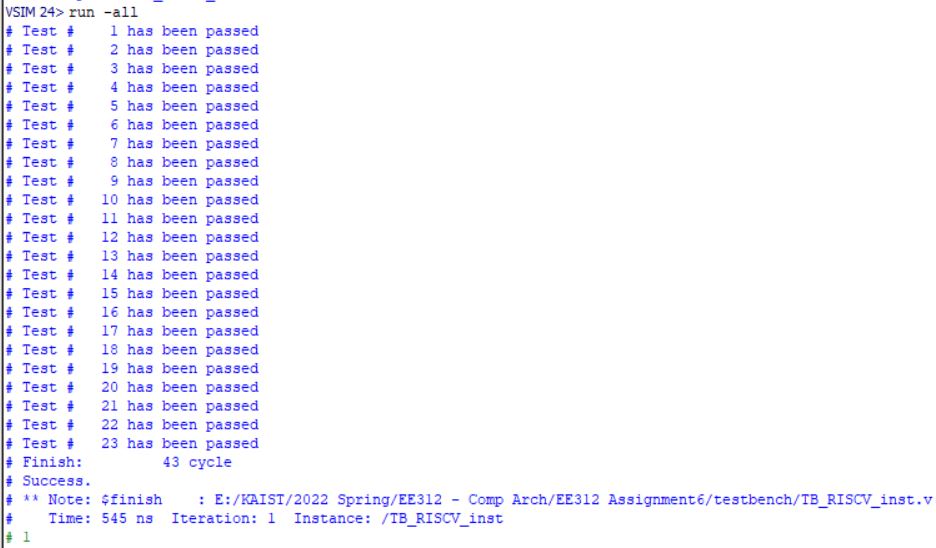 VSIM 24> run -all
# Test #    1 has been passed
# Test #    2 has been passed
# Test #    3 has been passed
# Test #    4 has been passed
# Test #    5 has been passed
# Test #    6 has been passed
# Test #    7 has been passed
# Test #    8 has been passed
# Test #    9 has been passed
# Test #   10 has been passed
# Test #   11 has been passed
# Test #   12 has been passed
# Test #   13 has been passed
# Test #   14 has been passed
# Test #   15 has been passed
# Test #   16 has been passed
# Test #   17 has been passed
# Test #   18 has been passed
# Test #   19 has been passed
# Test #   20 has been passed
# Test #   21 has been passed
# Test #   22 has been passed
# Test #   23 has been passed
# Finish:         43 cycle
# Success.
# ** Note: $finish    : E:/KAIST/2022 Spring/EE312 - Comp Arch/EE312 Assignment6/testbench/TB_RISCV_inst.v
#    Time: 545 ns  Iteration: 1  Instance: /TB_RISCV_inst
# 1